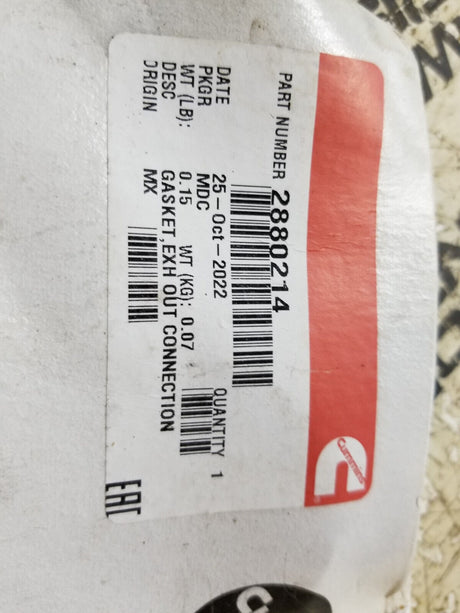 Cummins
PART NUMBER 2880214
DATE 25-Oct-2022
PKGR MDC QUANTITY 1
WT (LB): 0.15 WT (KG): 0.07
DESC GASKET,EXH OUT CONNECTION
ORIGIN MX
EAC